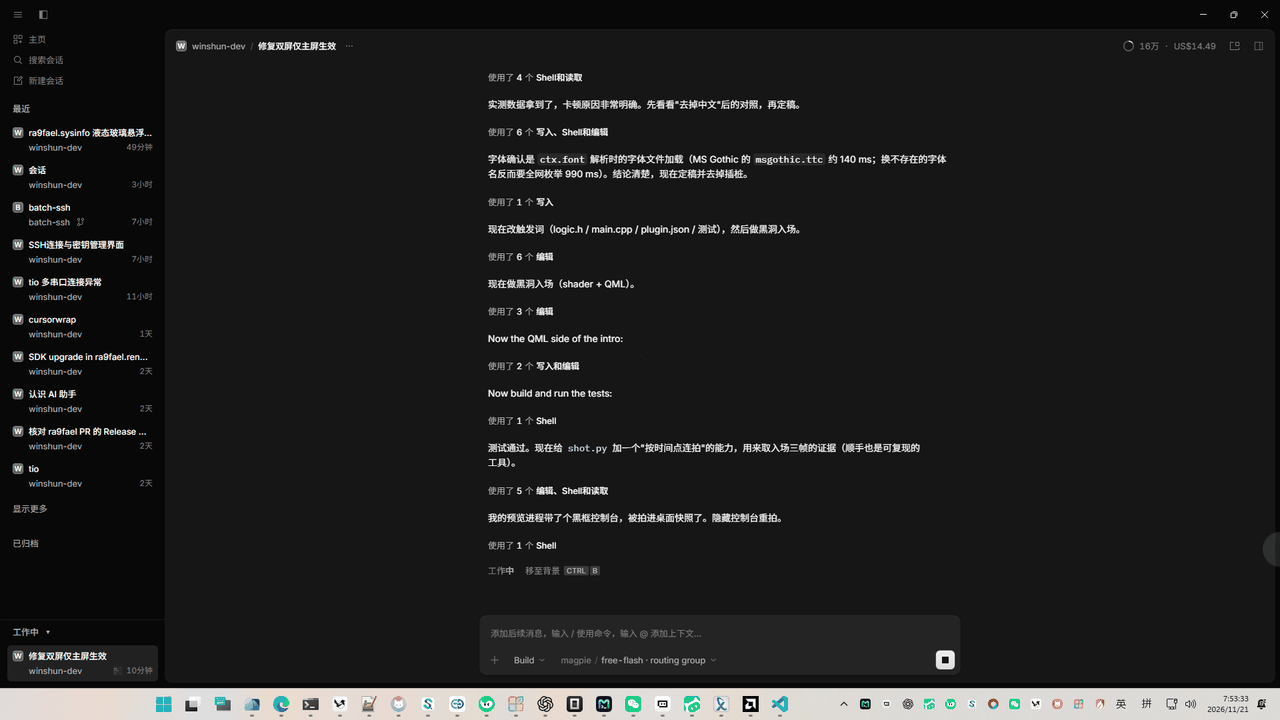 主页
搜索会话
新建会话
最近
W ra9fael.sysinfo 液态玻璃悬浮...
winshun-dev 49分钟
W 会话
winshun-dev 3小时
B batch-ssh
batch-ssh 7小时
W SSH连接与密钥管理界面
winshun-dev 7小时
W tio 多串口连接异常
winshun-dev 11小时
W cursorwrap
winshun-dev 1天
W SDK upgrade in ra9fael.ren...
winshun-dev 2天
W 认识 AI 助手
winshun-dev 2天
W 核对 ra9fael PR 的 Release ...
winshun-dev 2天
W tio
winshun-dev 2天
显示更多
已归档
工作中
W 修复双屏仅主屏生效
winshun-dev 10分钟
W winshun-dev / 修复双屏仅主屏生效 ...
16万 · US$14.49
使用了 4 个 Shell和读取
实测数据拿到了，卡顿原因非常明确。先看看"去掉中文"后的对照，再定稿。
使用了 6 个 写入、Shell和编辑
字体确认是 ctx.font 解析时的字体文件加载（MS Gothic 的 msgothic.ttc 约 140 ms；换不存在的字体
名反而要全网枚举 990 ms）。结论清楚，现在定稿并去掉插桩。
使用了 1 个 写入
现在改触发词（logic.h / main.cpp / plugin.json / 测试），然后做黑洞入场。
使用了 6 个 编辑
现在做黑洞入场（shader + QML）。
使用了 3 个 编辑
Now the QML side of the intro:
使用了 2 个 写入和编辑
Now build and run the tests:
使用了 1 个 Shell
测试通过。现在给 shot.py 加一个"按时间点连拍"的能力，用来取入场三帧的证据（顺手也是可复现的
工具）。
使用了 5 个 编辑、Shell和读取
我的预览进程带了个黑框控制台，被拍进桌面快照了。隐藏控制台重拍。
使用了 1 个 Shell
工作中 移至背景 CTRL B
添加后续消息，输入 / 使用命令，输入 @ 添加上下文...
Build magpie / free-flash · routing group
英 拼
7:53:33
2026/11/21